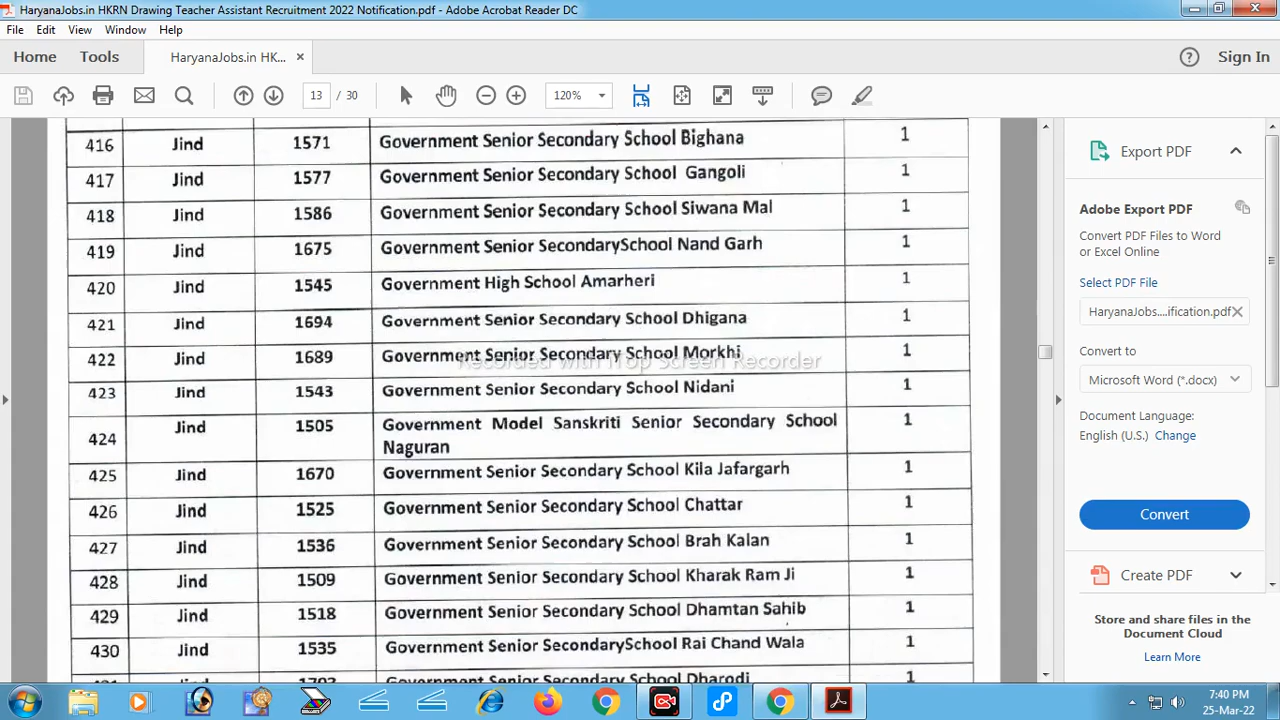 HaryanaJobs.in HKRN Drawing Teacher Assistant Recruitment 2022 Notification.pdf - Adobe Acrobat Reader DC
File Edit View Window Help
Home Tools HaryanaJobs.in HK... × Sign In
13 / 30 120%
416 Jind 1571 Government Senior Secondary School Bighana 1
417 Jind 1577 Government Senior Secondary School Gangoli 1
418 Jind 1586 Government Senior Secondary School Siwana Mal 1
419 Jind 1675 Government Senior SecondarySchool Nand Garh 1
420 Jind 1545 Government High School Amarheri 1
421 Jind 1694 Government Senior Secondary School Dhigana 1
422 Jind 1689 Government Senior Secondary School Morkhi 1
Recorded with iTop Screen Recorder
423 Jind 1543 Government Senior Secondary School Nidani 1
424 Jind 1505 Government Model Sanskriti Senior Secondary School 1
Naguran
425 Jind 1670 Government Senior Secondary School Kila Jafargarh 1
426 Jind 1525 Government Senior Secondary School Chattar 1
427 Jind 1536 Government Senior Secondary School Brah Kalan 1
428 Jind 1509 Government Senior Secondary School Kharak Ram Ji 1
429 Jind 1518 Government Senior Secondary School Dhamtan Sahib 1
430 Jind 1535 Government Senior SecondarySchool Rai Chand Wala 1
Government Senior Secondary School Dharodi 1
Export PDF
Adobe Export PDF
Convert PDF Files to Word
or Excel Online
Select PDF File
HaryanaJobs....ification.pdf
Convert to
Microsoft Word (*.docx)
Document Language:
English (U.S.) Change
Convert
Create PDF
Store and share files in the
Document Cloud
Learn More
7:40 PM
25-Mar-22